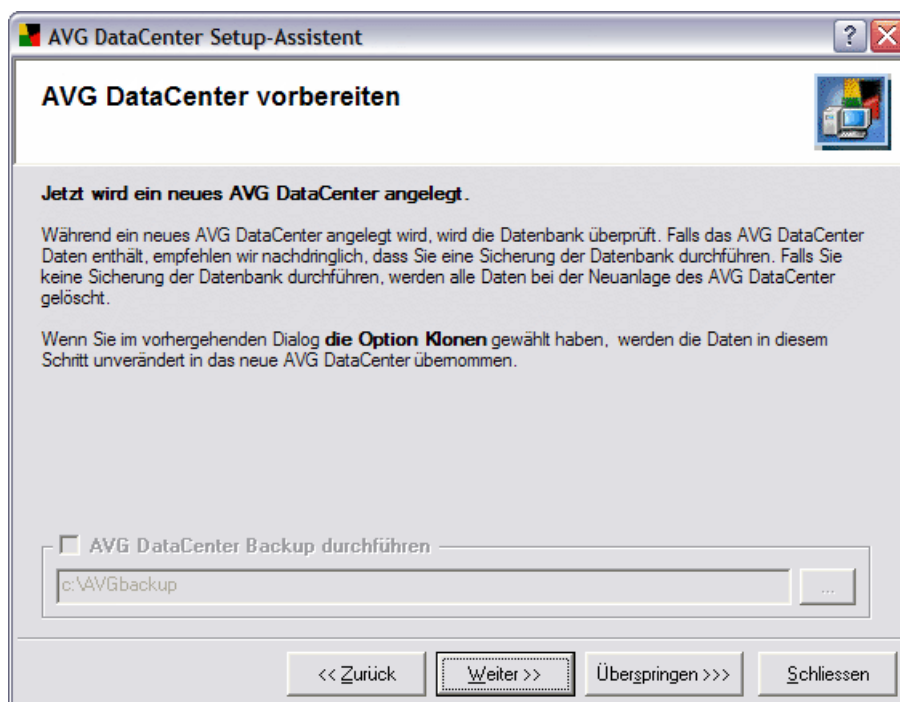 AVG DataCenter Setup-Assistent
AVG DataCenter vorbereiten
Jetzt wird ein neues AVG DataCenter angelegt.
Während ein neues AVG DataCenter angelegt wird, wird die Datenbank überprüft. Falls das AVG DataCenter
Daten enthält, empfehlen wir nachdringlich, dass Sie eine Sicherung der Datenbank durchführen. Falls Sie
keine Sicherung der Datenbank durchführen, werden alle Daten bei der Neuanlage des AVG DataCenter
gelöscht.
Wenn Sie im vorhergehenden Dialog die Option Klonen gewählt haben, werden die Daten in diesem
Schritt unverändert in das neue AVG DataCenter übernommen.
AVG DataCenter Backup durchführen
c:\AVGbackup
...
<< Zurück
Weiter >>
Überspringen >>>
Schliessen